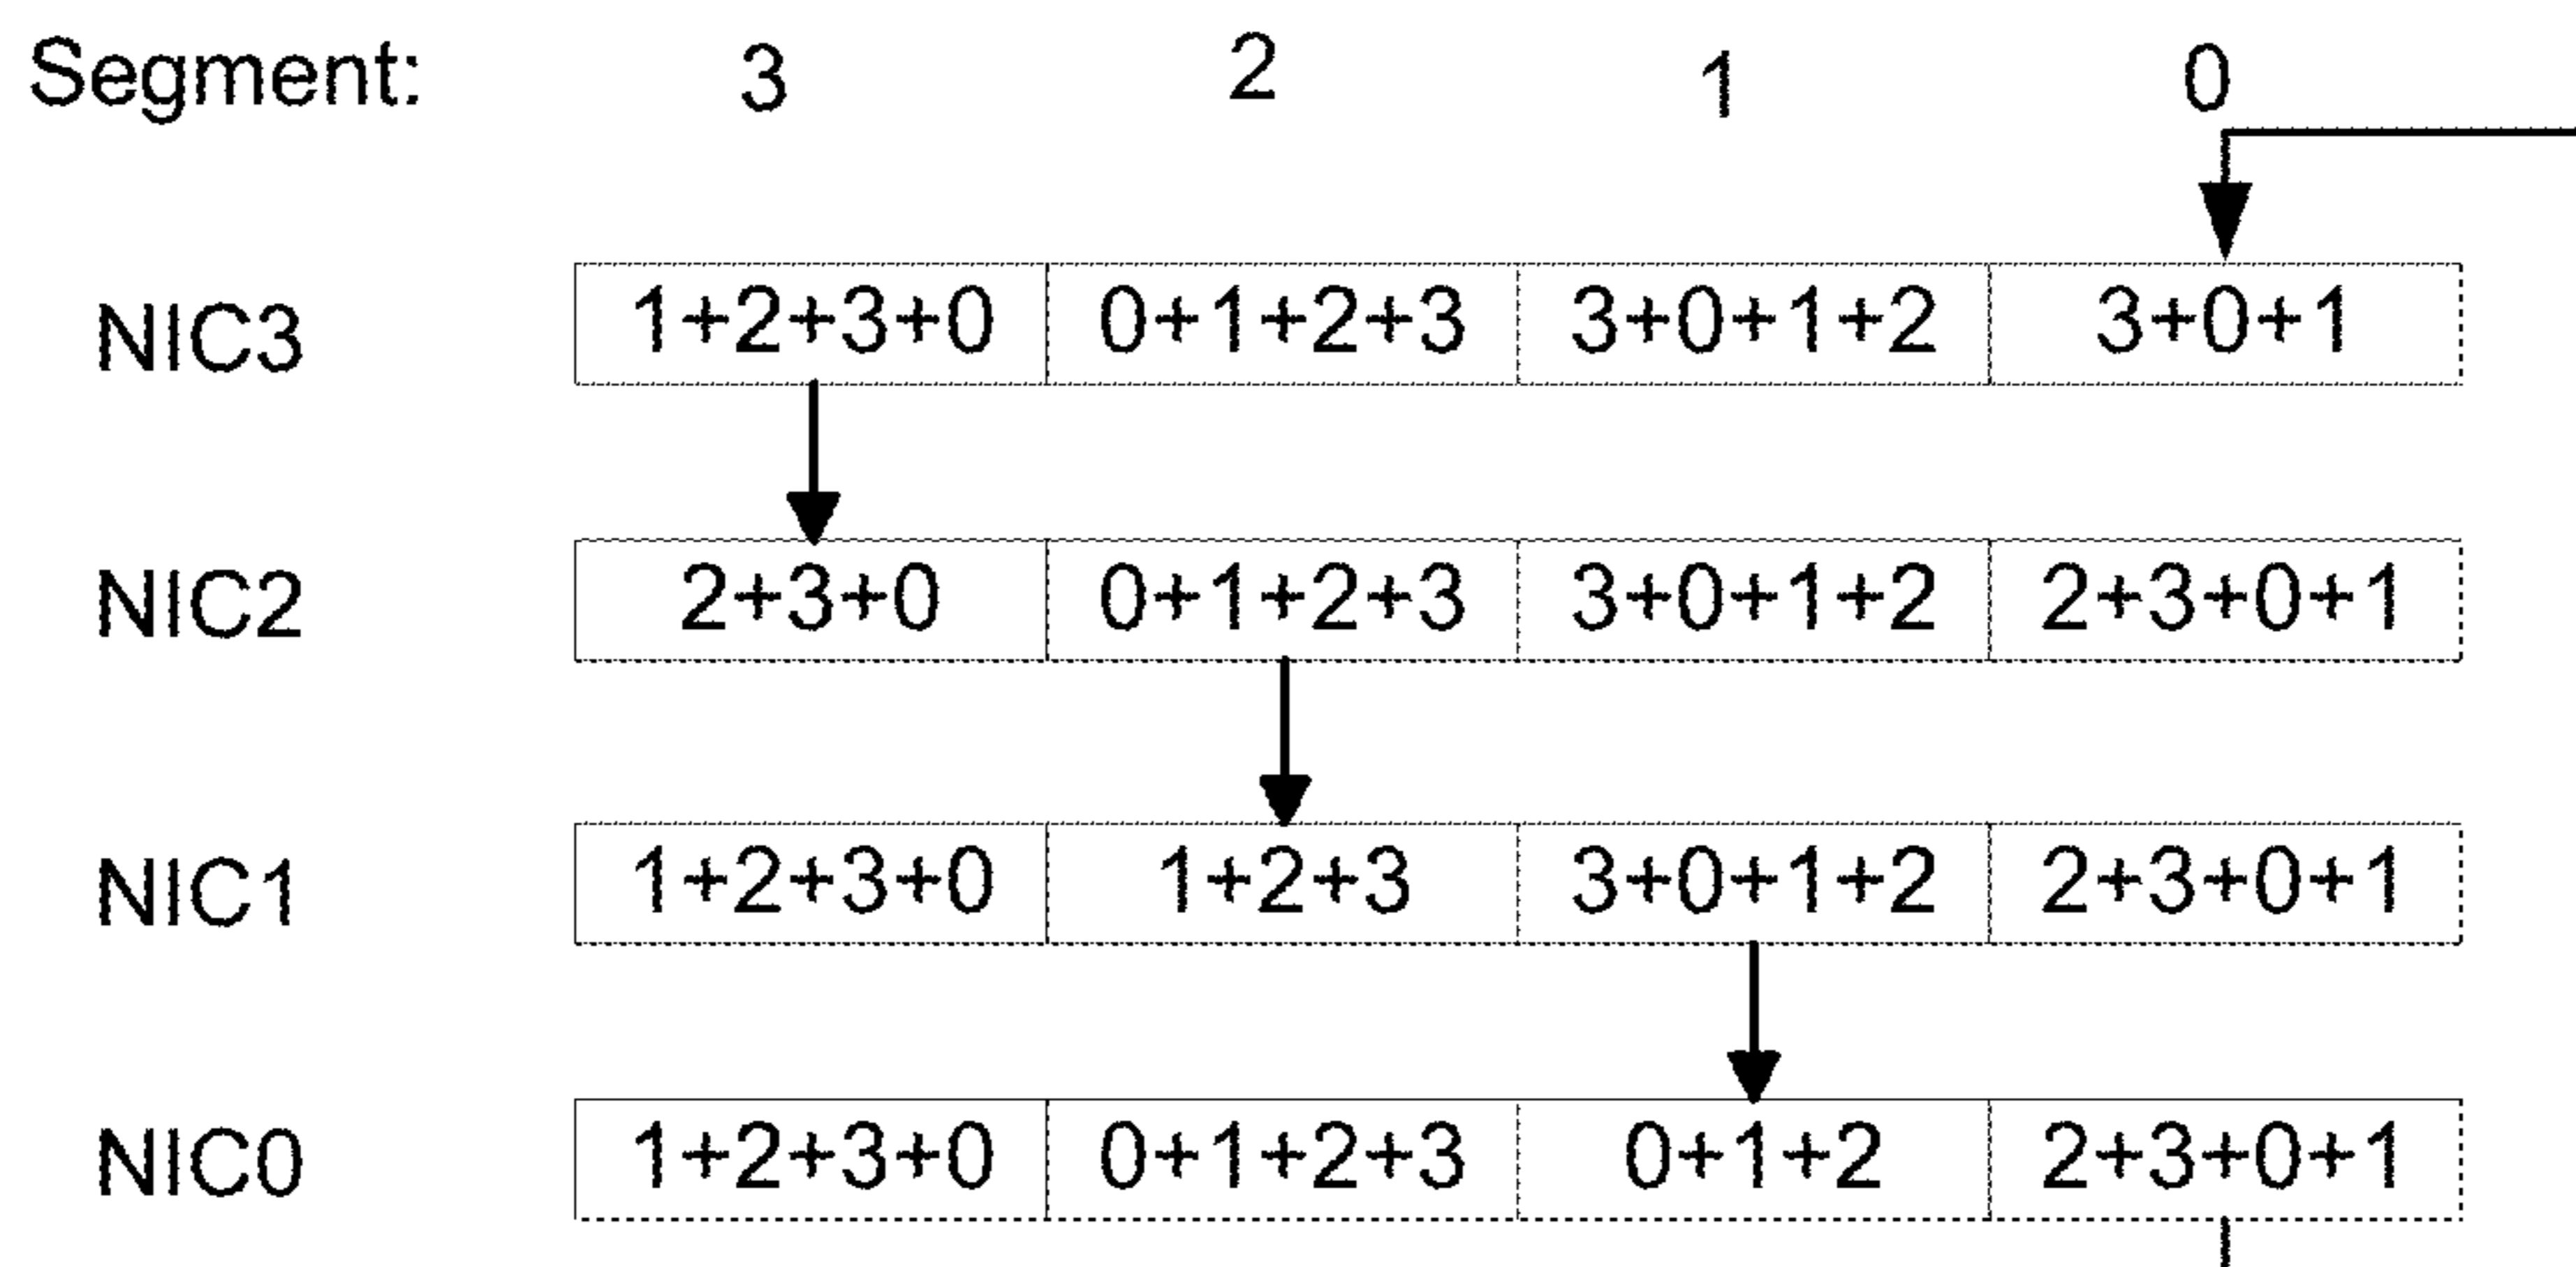 Segment: 3 2 1 0
NIC3 1+2+3+0 0+1+2+3 3+0+1+2 3+0+1
NIC2 2+3+0 0+1+2+3 3+0+1+2 2+3+0+1
NIC1 1+2+3+0 1+2+3 3+0+1+2 2+3+0+1
NIC0 1+2+3+0 0+1+2+3 0+1+2 2+3+0+1